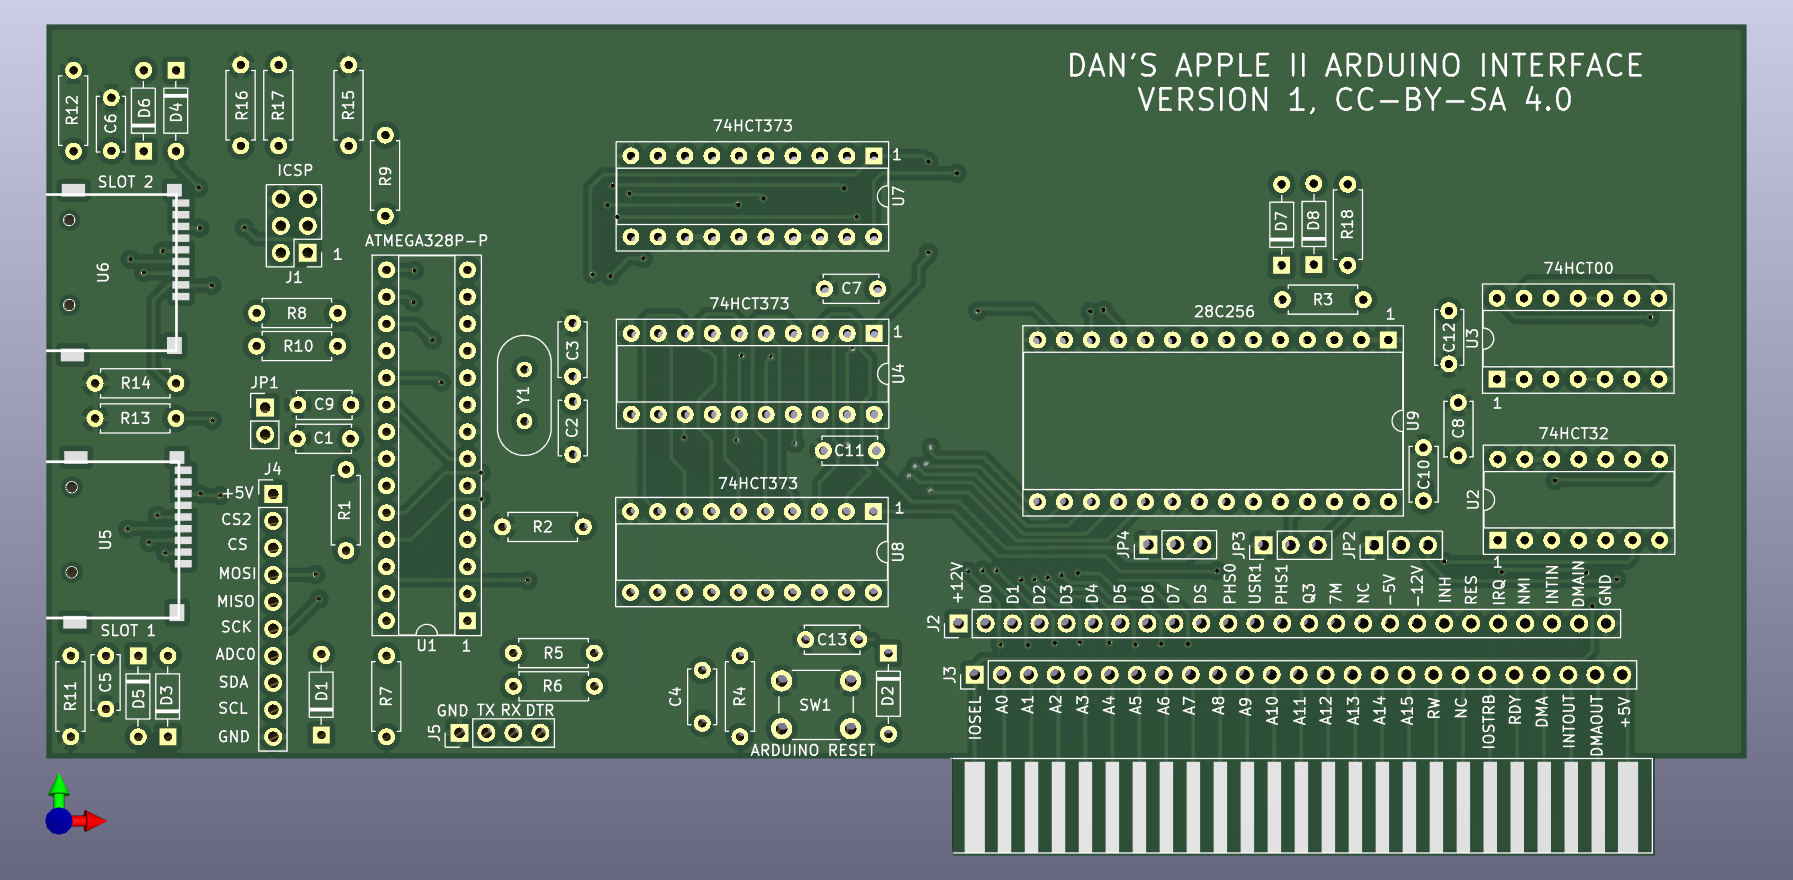 DAN'S APPLE II ARDUINO INTERFACE
VERSION 1, CC-BY-SA 4.0
R12
C6
D6
D4
R16
R17
R15
R9
SLOT 2
ICSP
1
J1
U6
ATMEGA328P-P
R8
R10
R14
R13
JP1
C9
C1
74HCT373
1
U7
C7
74HCT373
1
U4
C11
74HCT373
1
U8
Y1
C3
C2
R2
D7
D8
R18
R3
28C256
1
U9
C12
74HCT00
U3
1
C8
C10
74HCT32
U2
1
JP4
JP3
JP2
J4
+5V
CS2
CS
MOSI
MISO
SCK
ADC0
SDA
SCL
GND
R1
U5
SLOT 1
R11
C5
D5
D3
D1
R7
U1
1
R5
R6
GND TX RX DTR
J5
C4
R4
C13
SW1
ARDUINO RESET
D2
J2
+12V
D0
D1
D2
D3
D4
D5
D6
D7
DS
PHS0
USR1
PHS1
Q3
7M
NC
-5V
-12V
INH
RES
IRQ
NMI
INTIN
DMAIN
GND
J3
IOSEL
A0
A1
A2
A3
A4
A5
A6
A7
A8
A9
A10
A11
A12
A13
A14
A15
RW
NC
IOSTRB
RDY
DMA
INTOUT
DMAOUT
+5V